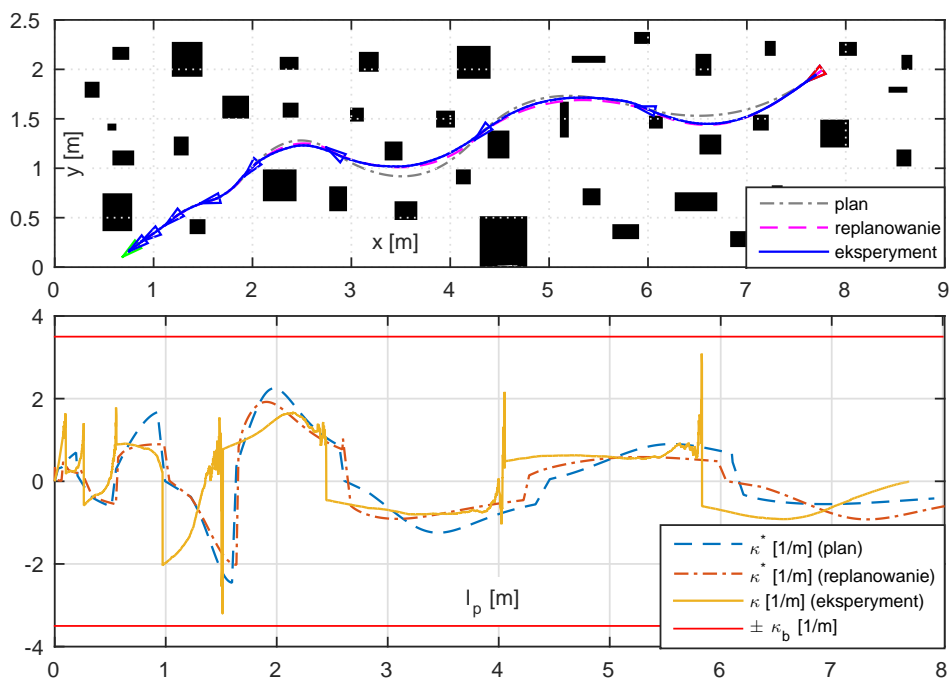 2.5
2
1.5
1
0.5
0
y [m]
x [m]
plan
replanowanie
eksperyment
0 1 2 3 4 5 6 7 8 9
4
2
0
-2
-4
l_p [m]
κ* [1/m] (plan)
κ* [1/m] (replanowanie)
κ [1/m] (eksperyment)
± κ_b [1/m]
0 1 2 3 4 5 6 7 8